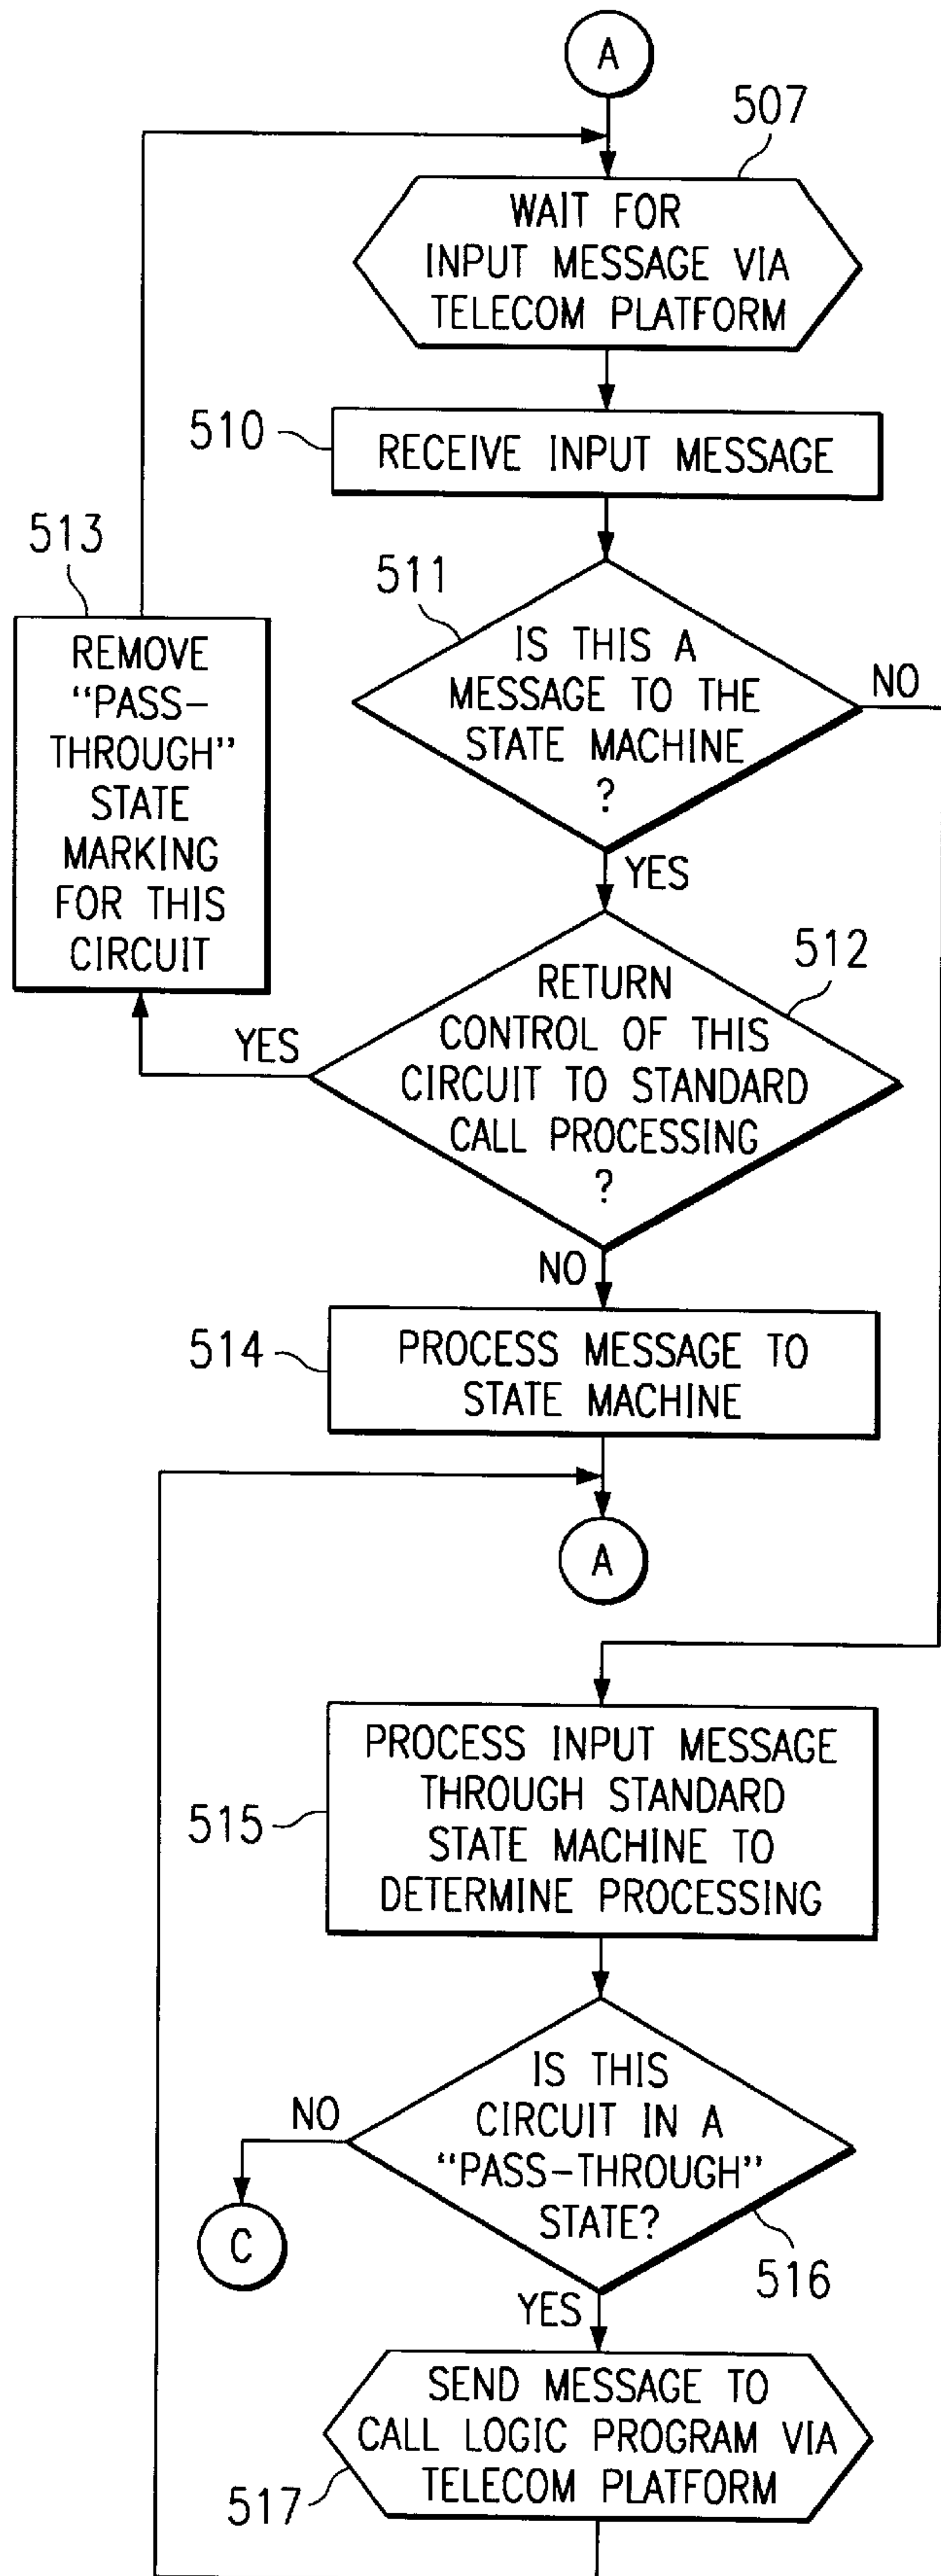 A
507
WAIT FOR
INPUT MESSAGE VIA
TELECOM PLATFORM
510
RECEIVE INPUT MESSAGE
513
REMOVE
"PASS-
THROUGH"
STATE
MARKING
FOR THIS
CIRCUIT
511
IS THIS A
MESSAGE TO THE
STATE MACHINE
?
NO
YES
512
RETURN
CONTROL OF THIS
CIRCUIT TO STANDARD
CALL PROCESSING
?
YES
NO
514
PROCESS MESSAGE TO
STATE MACHINE
A
515
PROCESS INPUT MESSAGE
THROUGH STANDARD
STATE MACHINE TO
DETERMINE PROCESSING
IS THIS
CIRCUIT IN A
"PASS-THROUGH"
STATE?
NO
C
516
YES
SEND MESSAGE TO
CALL LOGIC PROGRAM VIA
TELECOM PLATFORM
517